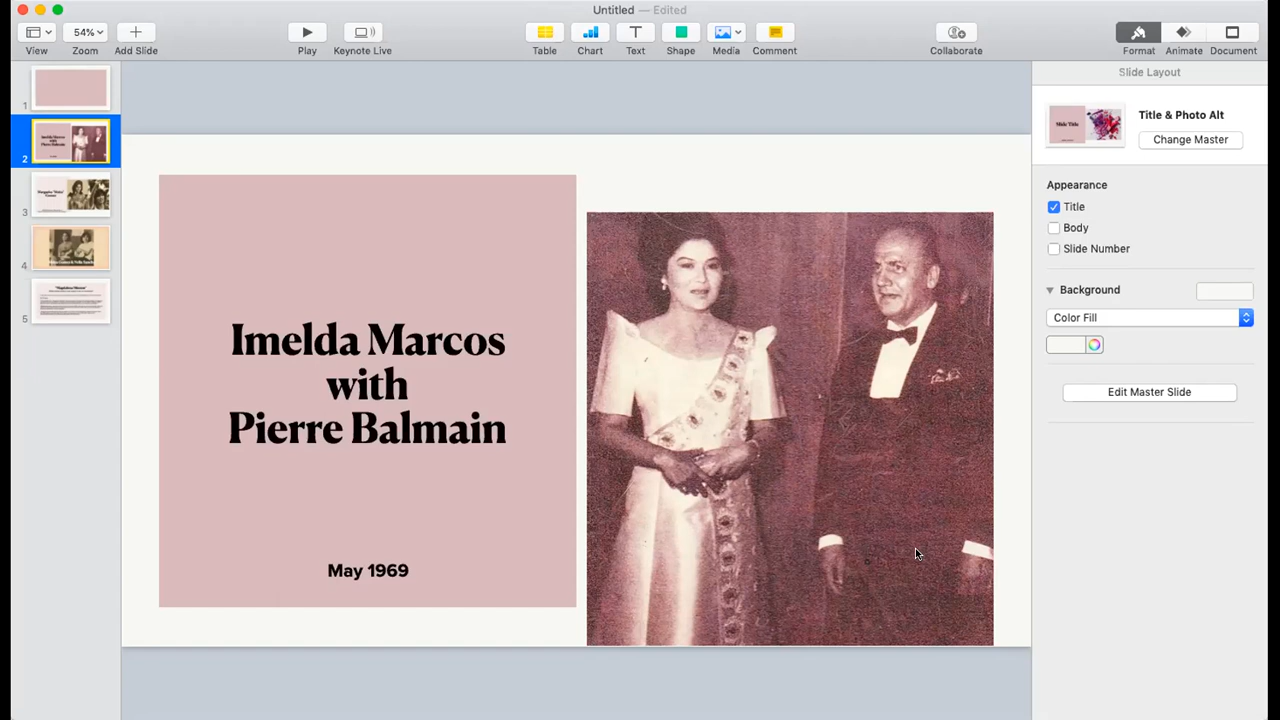 Untitled — Edited
View
54%
Zoom
Add Slide
Play
Keynote Live
Table
Chart
Text
Shape
Media
Comment
Collaborate
Format
Animate
Document
Slide Layout
Title & Photo Alt
Change Master
Appearance
Title
Body
Slide Number
Background
Color Fill
Edit Master Slide
1
2
3
4
5
Imelda Marcos
with
Pierre Balmain
May 1969